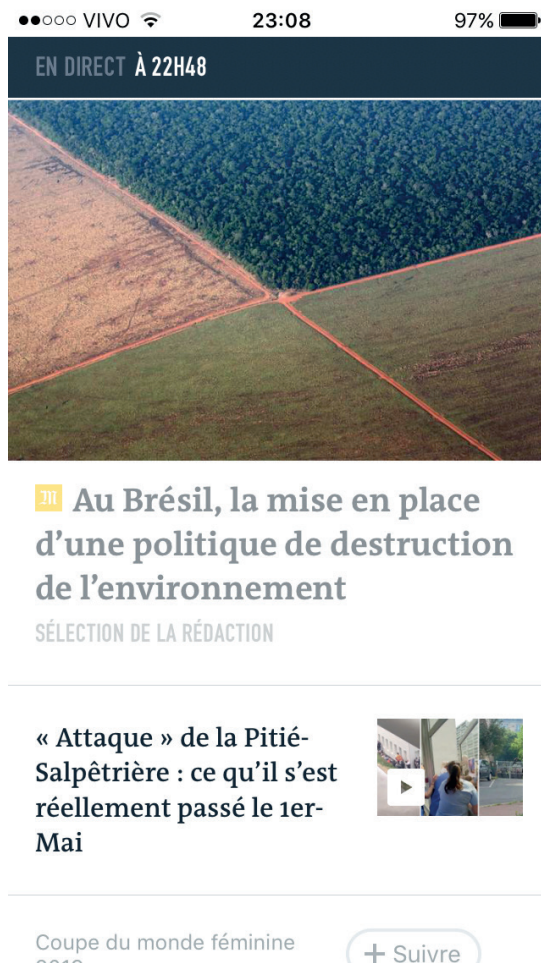 VIVO 23:08 97%
EN DIRECT À 22H48
Au Brésil, la mise en place
d’une politique de destruction
de l’environnement
SÉLECTION DE LA RÉDACTION
« Attaque » de la Pitié-
Salpêtrière : ce qu’il s’est
réellement passé le 1er-
Mai
Coupe du monde féminine
+ Suivre